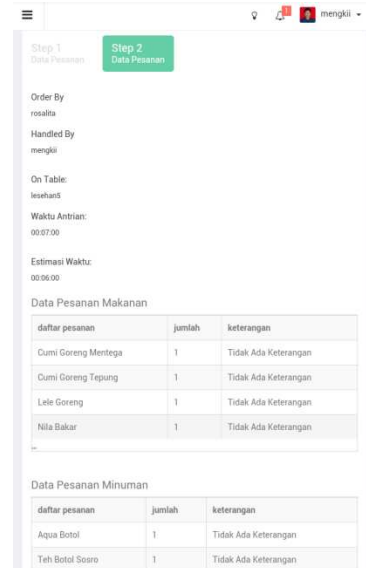 1
mengkii
Step 1
Data Pesanan
Step 2
Data Pesanan
Order By
rosalita
Handled By
mengkii
On Table:
lesehan5
Waktu Antrian:
00:07:00
Estimasi Waktu:
00:06:00
Data Pesanan Makanan
daftar pesanan jumlah keterangan
Cumi Goreng Mentega 1 Tidak Ada Keterangan
Cumi Goreng Tepung 1 Tidak Ada Keterangan
Lele Goreng 1 Tidak Ada Keterangan
Nila Bakar 1 Tidak Ada Keterangan
Data Pesanan Minuman
daftar pesanan jumlah keterangan
Aqua Botol 1 Tidak Ada Keterangan
Teh Botol Sosro 1 Tidak Ada Keterangan